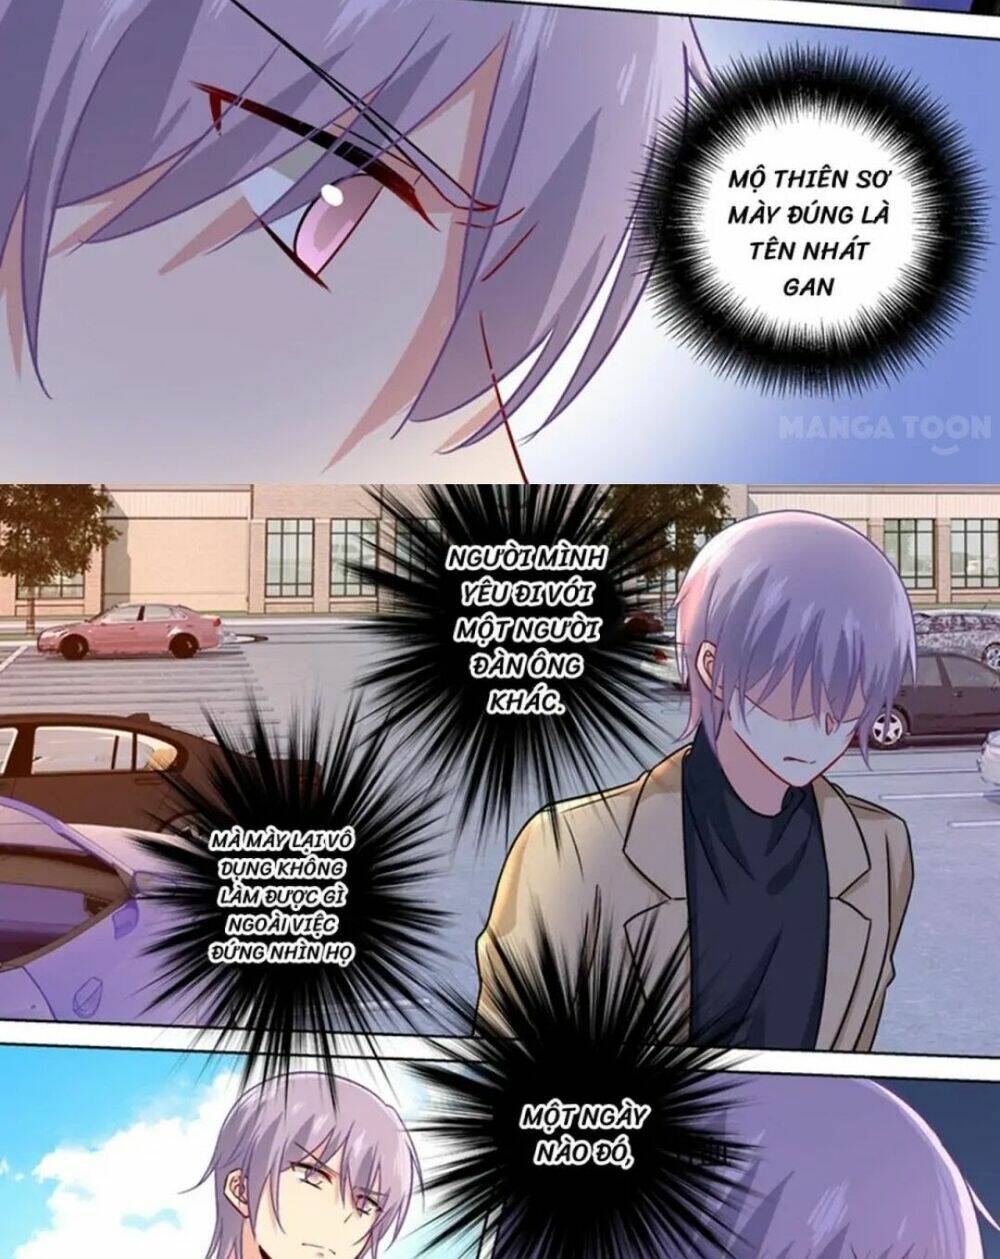 MỘ THIÊN SƠ
MÀY ĐÚNG LÀ
TÊN NHÁT
GAN
MANGA TOON
NGƯỜI MÌNH
YÊU ĐI VỚI
MỘT NGƯỜI
ĐÀN ÔNG
KHÁC.
MÀ MÀY LẠI VÔ
DỤNG KHÔNG
LÀM ĐƯỢC GÌ
NGOÀI VIỆC
ĐỨNG NHÌN HỌ
MỘT NGÀY
NÀO ĐÓ,